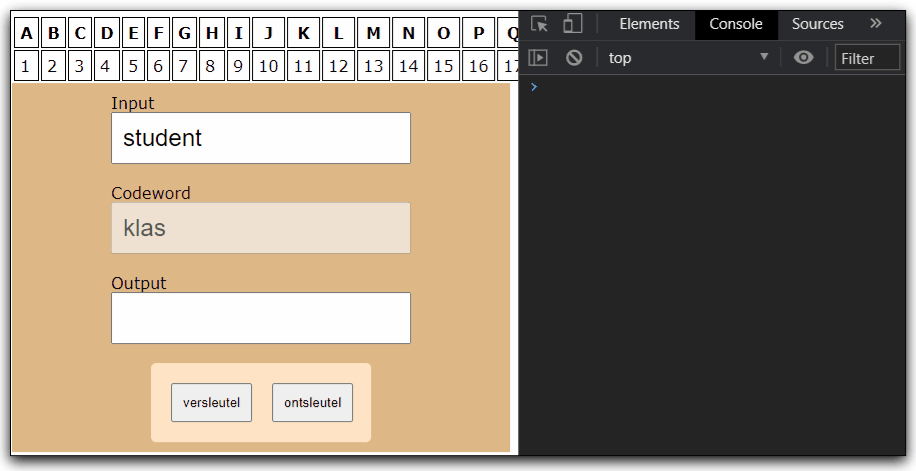 A B C D E F G H I J K L M N O P Q
1 2 3 4 5 6 7 8 9 10 11 12 13 14 15 16 17
Input
student
Codeword
klas
Output
versleutel ontsleutel
Elements Console Sources »
top ▼ Filter
›